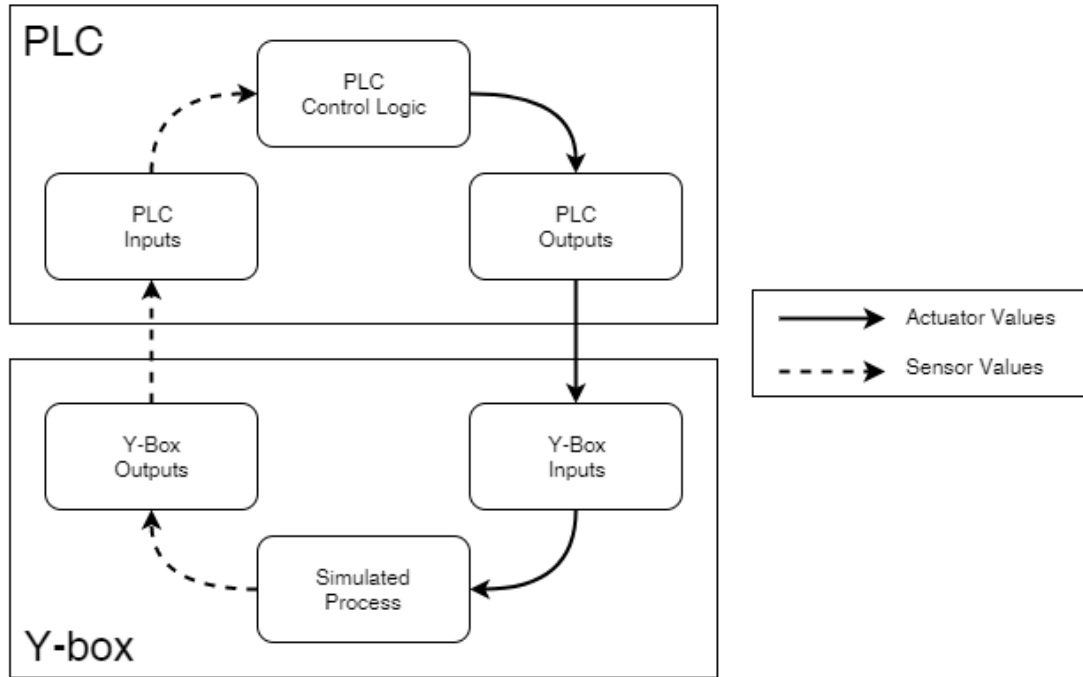 PLC
PLC
Control Logic
PLC
Inputs
PLC
Outputs
Actuator Values
Sensor Values
Y-Box
Outputs
Y-Box
Inputs
Simulated
Process
Y-box